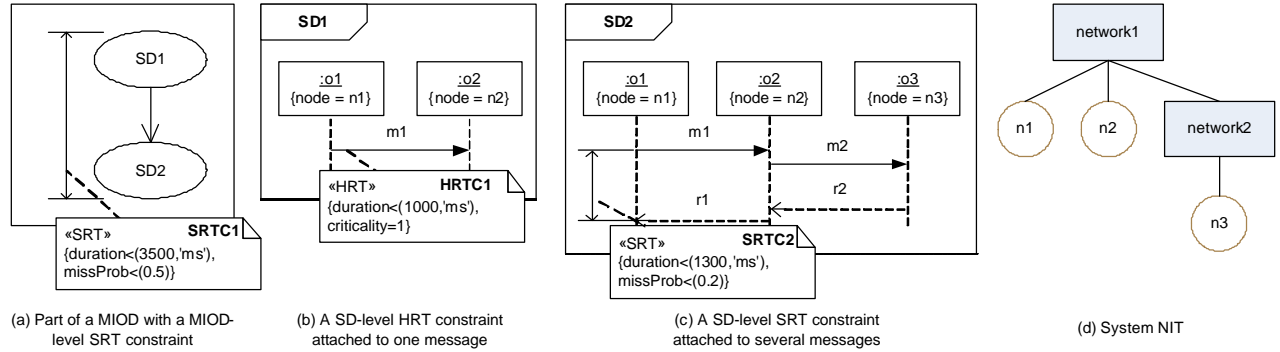 SD1
SD2
SRTC1
«SRT»
{duration<(3500,'ms'),
missProb<(0.5)}
(a) Part of a MIOD with a MIOD-
level SRT constraint
SD1
:o1
{node = n1}
:o2
{node = n2}
m1
HRTC1
«HRT»
{duration<(1000,'ms'),
criticality=1}
(b) A SD-level HRT constraint
attached to one message
SD2
:o1
{node = n1}
:o2
{node = n2}
:o3
{node = n3}
m1
m2
r1
r2
SRTC2
«SRT»
{duration<(1300,'ms'),
missProb<(0.2)}
(c) A SD-level SRT constraint
attached to several messages
network1
n1
n2
network2
n3
(d) System NIT